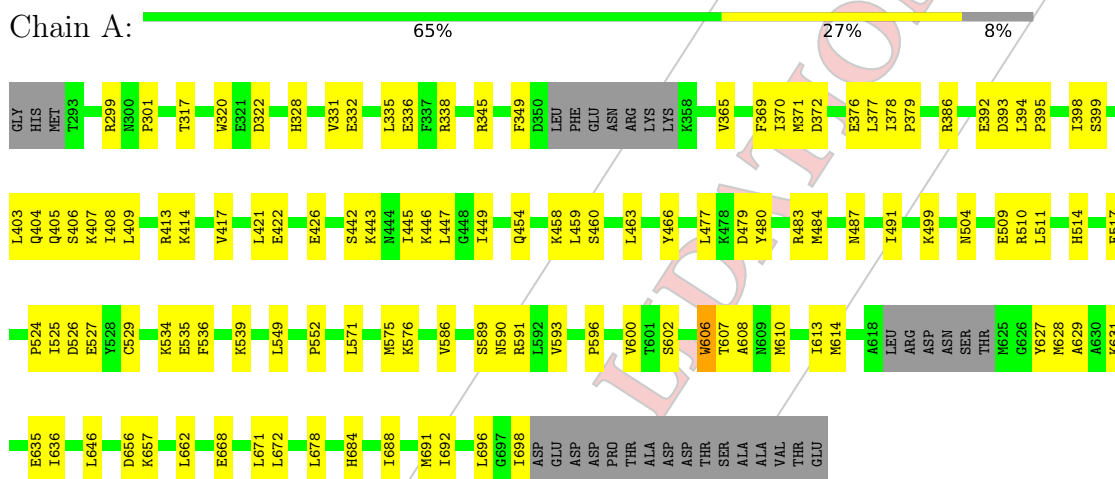 Chain A:
65% 27% 8%
GLY HIS MET T293 R299 N300 P301 T317 W320 E321 D322 H328 V331 E332 L335 E336 F337 R338 R345 F349 D350 LEU PHE GLU ASN ARG LYS LYS K358 V365 F369 I370 M371 D372 E376 L377 I378 P379 R386 E392 D393 L394 P395 I398 S399
L403 Q404 Q405 S406 K407 I408 L409 R413 K414 V417 L421 E422 E426 S442 K443 N444 I445 K446 L447 G448 I449 Q454 K458 L459 S460 L463 Y466 L477 K478 D479 Y480 R483 M484 N487 I491 K499 N504 E509 R510 L511 H514
P524 I525 D526 E527 Y528 C529 K534 E535 F536 K539 L549 P552 L571 M575 K576 V586 S589 N590 R591 L592 V593 P596 V600 T601 S602 W606 T607 A608 N609 M610 I613 M614 A618 LEU ARG ASP ASN SER THR M625 G626 Y627 M628 A629 A630 K631
E635 I636 L646 D656 K657 L662 E668 L671 L672 L678 H684 I688 M691 I692 L696 G697 I698 ASP GLU ASP ASP PRO THR ALA ASP ASP THR SER ALA ALA VAL THR GLU